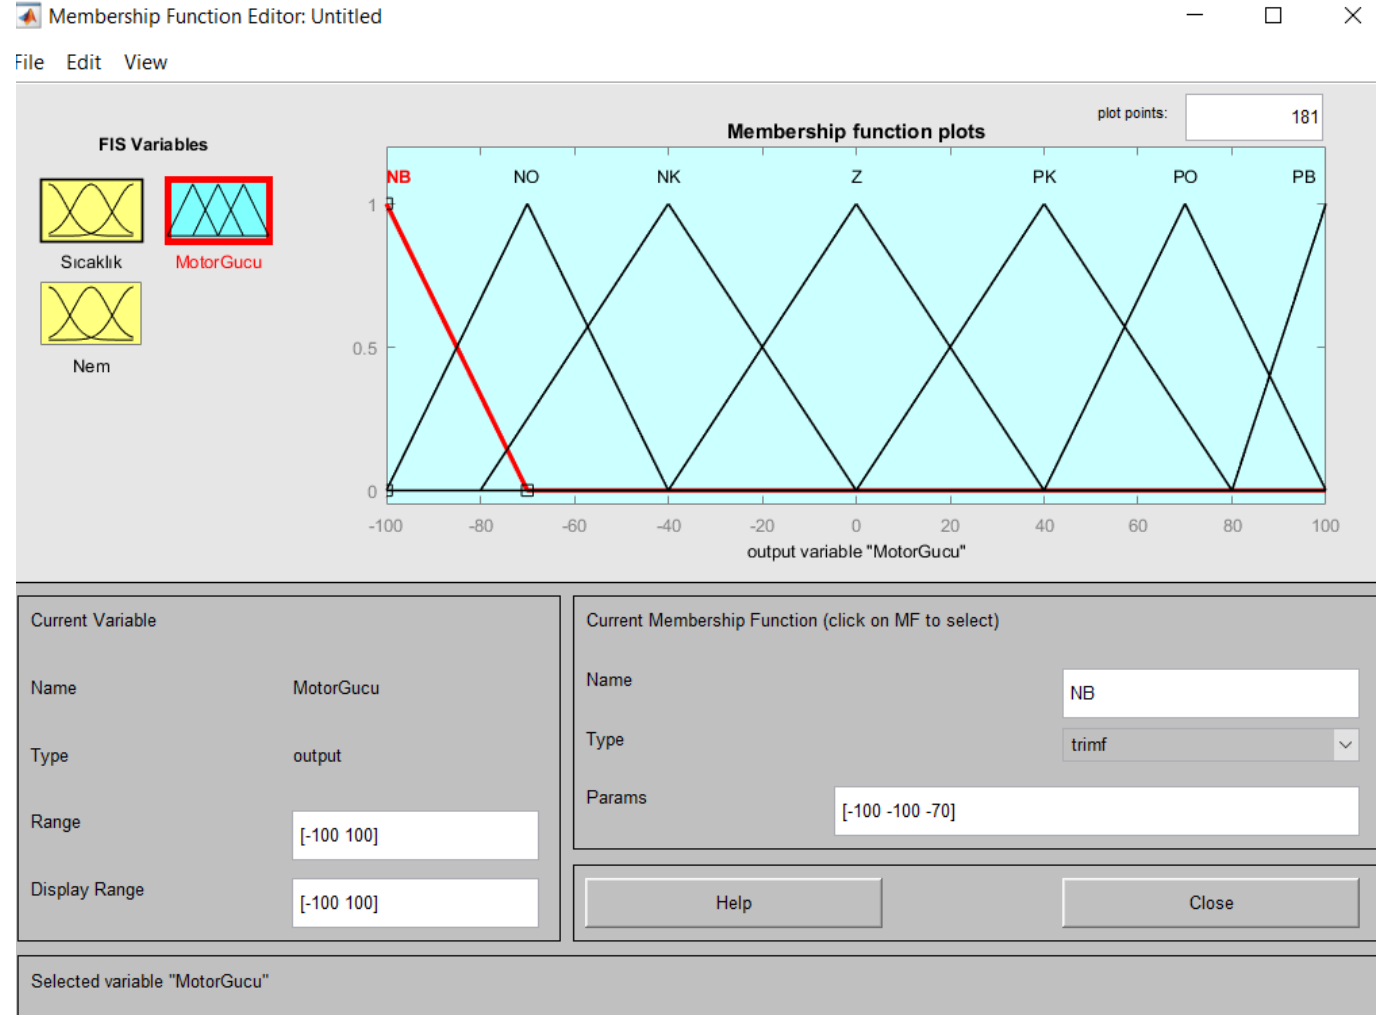 Membership Function Editor: Untitled
File Edit View
FIS Variables
Sıcaklık
MotorGucu
Nem
plot points:
181
Membership function plots
NB NO NK Z PK PO PB
1
0.5
0
-100 -80 -60 -40 -20 0 20 40 60 80 100
output variable "MotorGucu"
Current Variable
Name MotorGucu
Type output
Range [-100 100]
Display Range [-100 100]
Current Membership Function (click on MF to select)
Name NB
Type trimf
Params [-100 -100 -70]
Help Close
Selected variable "MotorGucu"